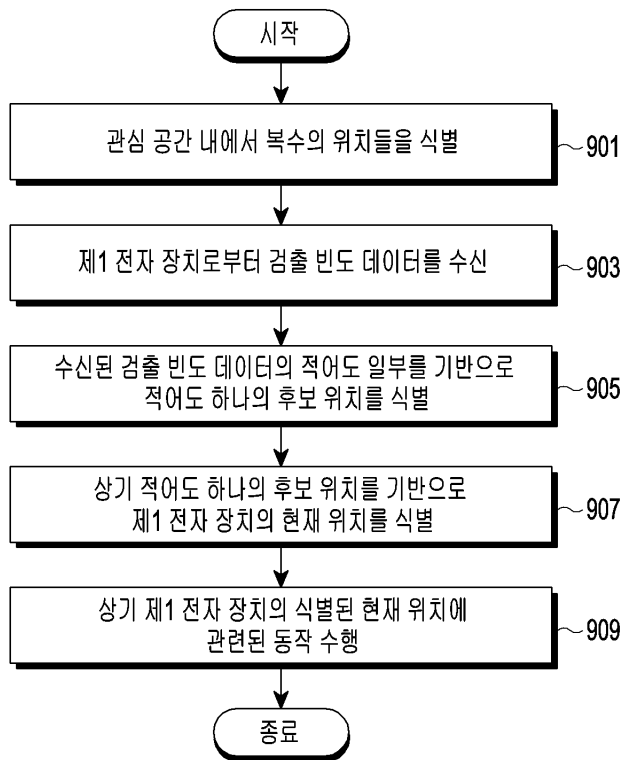 시작
관심 공간 내에서 복수의 위치들을 식별
901
제1 전자 장치로부터 검출 빈도 데이터를 수신
903
수신된 검출 빈도 데이터의 적어도 일부를 기반으로
적어도 하나의 후보 위치를 식별
905
상기 적어도 하나의 후보 위치를 기반으로
제1 전자 장치의 현재 위치를 식별
907
상기 제1 전자 장치의 식별된 현재 위치에
관련된 동작 수행
909
종료